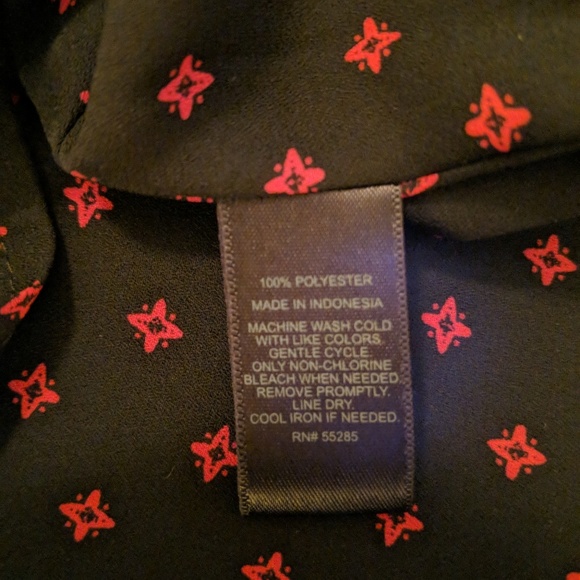 100% POLYESTER
MADE IN INDONESIA
MACHINE WASH COLD
WITH LIKE COLORS.
GENTLE CYCLE.
ONLY NON-CHLORINE
BLEACH WHEN NEEDED.
REMOVE PROMPTLY.
LINE DRY.
COOL IRON IF NEEDED.
RN# 55285